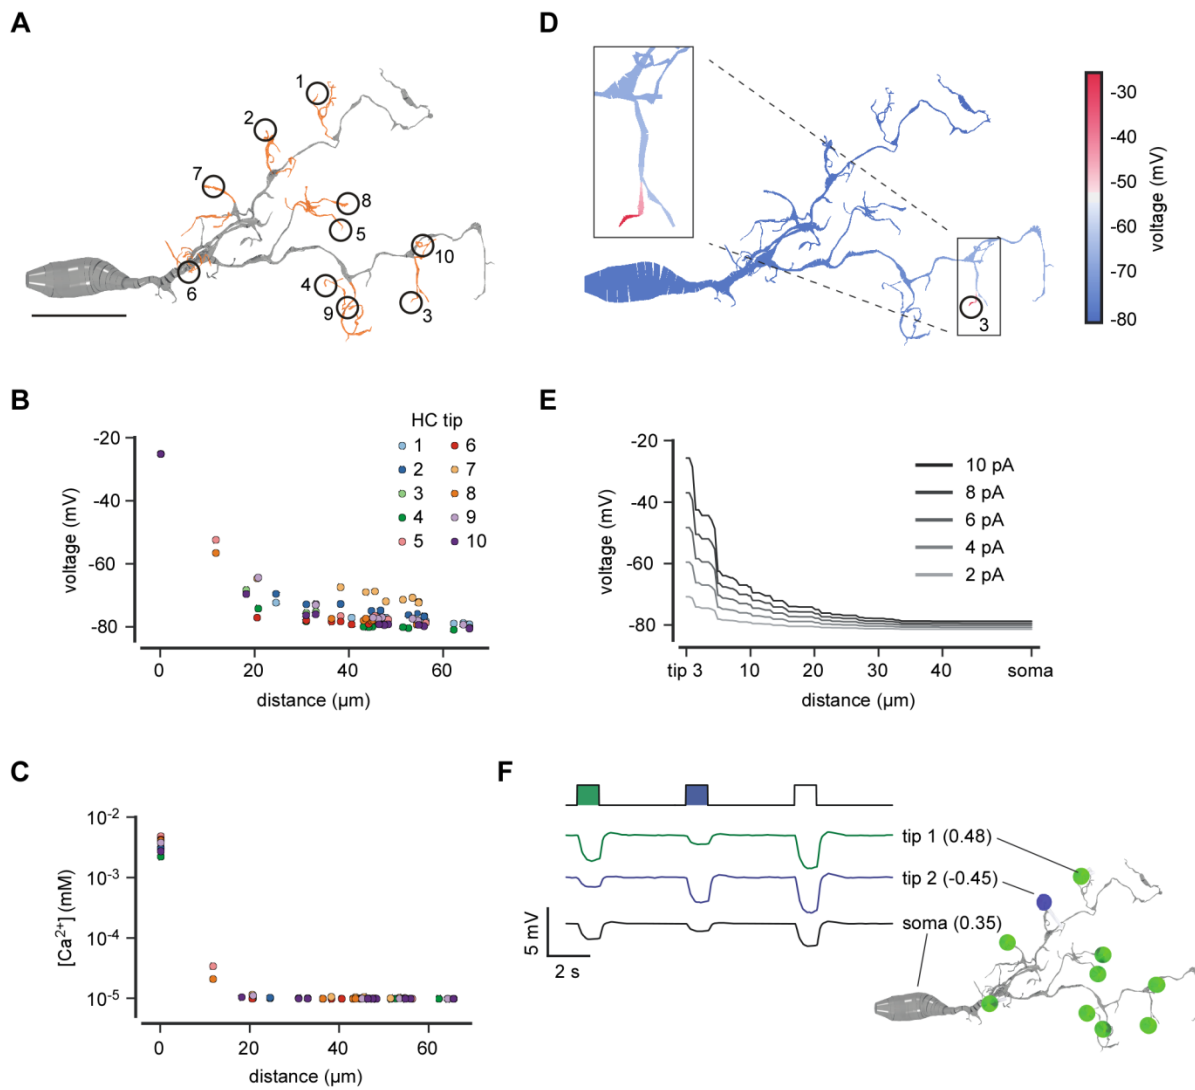 A
1
2
7
8
5
10
4
6
9
3
D
3
-30
-40
-50
-60
-70
-80
voltage (mV)
B
HC tip
1 6
2 7
3 8
4 9
5 10
-20
-40
-60
-80
voltage (mV)
0 20 40 60
distance (µm)
E
-20
-40
-60
-80
voltage (mV)
10 pA
8 pA
6 pA
4 pA
2 pA
tip 3 10 20 30 40 soma
distance (µm)
C
10-2
10-3
10-4
10-5
[Ca2+] (mM)
0 20 40 60
distance (µm)
F
tip 1 (0.48)
tip 2 (-0.45)
soma (0.35)
5 mV
2 s